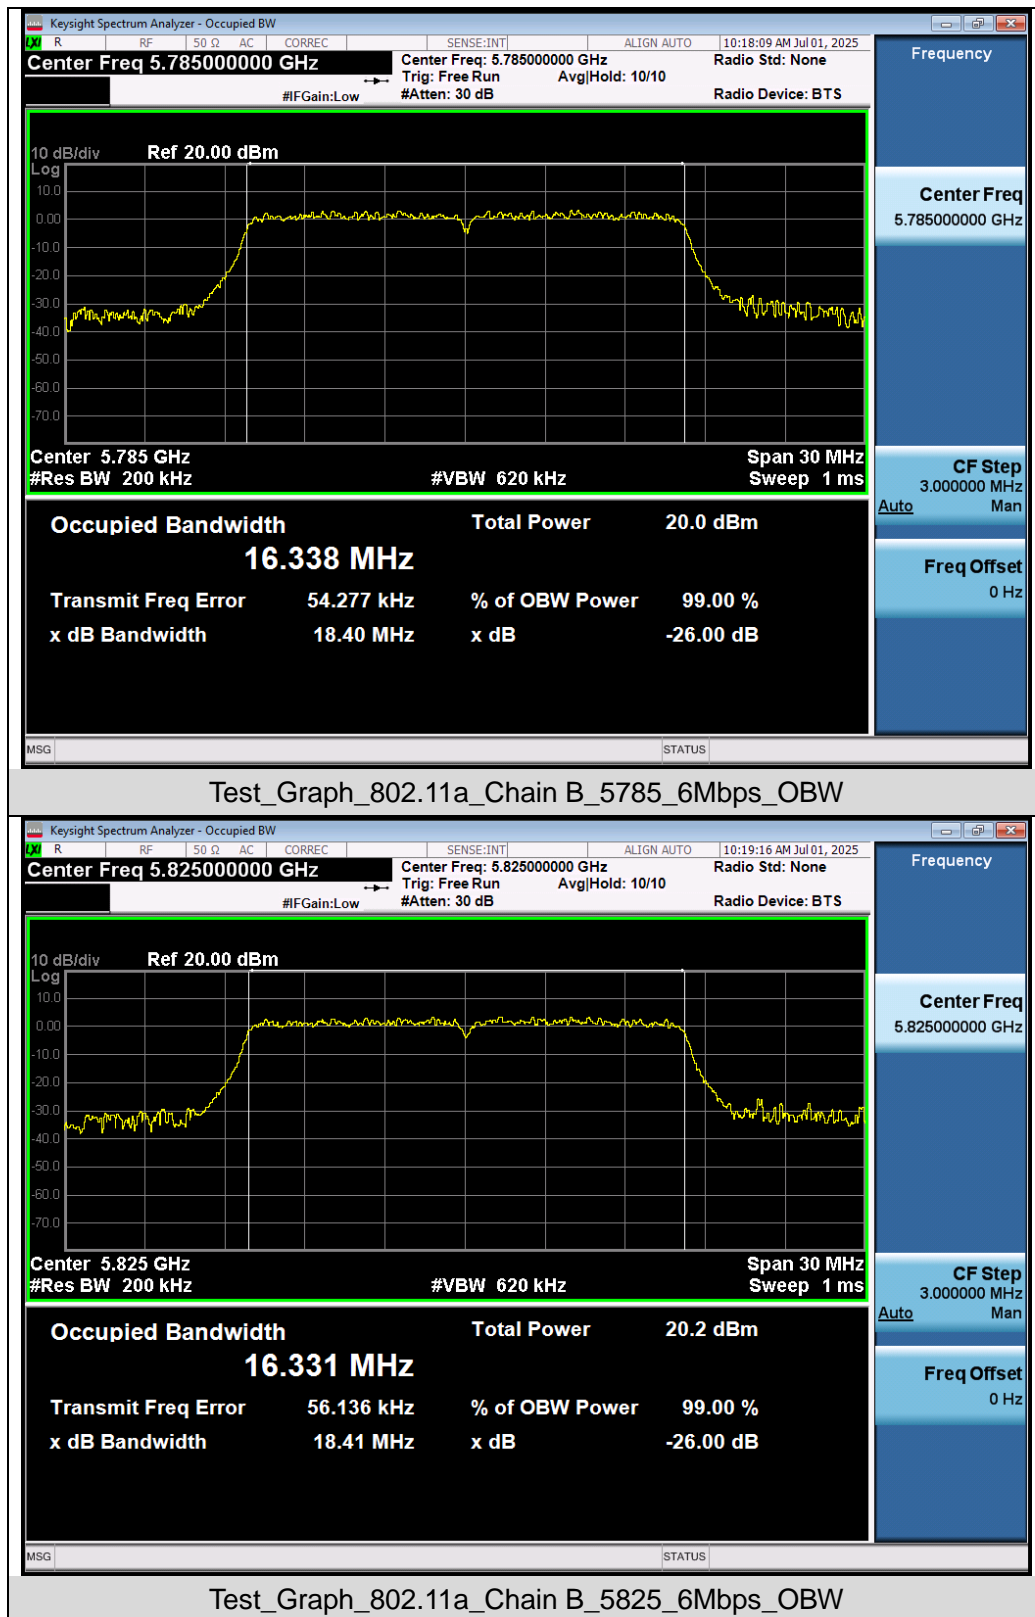 Keysight Spectrum Analyzer - Occupied BW
LXI R RF 50 Ω AC CORREC SENSE:INT ALIGN AUTO 10:18:09 AM Jul 01, 2025
Center Freq 5.785000000 GHz Center Freq: 5.785000000 GHz Radio Std: None
Trig: Free Run Avg|Hold: 10/10
#IFGain:Low #Atten: 30 dB Radio Device: BTS
Frequency
10 dB/div Ref 20.00 dBm
Log
10.0
0.00
-10.0
-20.0
-30.0
-40.0
-50.0
-60.0
-70.0
Center 5.785 GHz Span 30 MHz
#Res BW 200 kHz #VBW 620 kHz Sweep 1 ms
Center Freq
5.785000000 GHz
CF Step
3.000000 MHz
Auto Man
Freq Offset
0 Hz
Occupied Bandwidth Total Power 20.0 dBm
16.338 MHz
Transmit Freq Error 54.277 kHz % of OBW Power 99.00 %
x dB Bandwidth 18.40 MHz x dB -26.00 dB
MSG STATUS
Test_Graph_802.11a_Chain B_5785_6Mbps_OBW
Keysight Spectrum Analyzer - Occupied BW
LXI R RF 50 Ω AC CORREC SENSE:INT ALIGN AUTO 10:19:16 AM Jul 01, 2025
Center Freq 5.825000000 GHz Center Freq: 5.825000000 GHz Radio Std: None
Trig: Free Run Avg|Hold: 10/10
#IFGain:Low #Atten: 30 dB Radio Device: BTS
Frequency
10 dB/div Ref 20.00 dBm
Log
10.0
0.00
-10.0
-20.0
-30.0
-40.0
-50.0
-60.0
-70.0
Center 5.825 GHz Span 30 MHz
#Res BW 200 kHz #VBW 620 kHz Sweep 1 ms
Center Freq
5.825000000 GHz
CF Step
3.000000 MHz
Auto Man
Freq Offset
0 Hz
Occupied Bandwidth Total Power 20.2 dBm
16.331 MHz
Transmit Freq Error 56.136 kHz % of OBW Power 99.00 %
x dB Bandwidth 18.41 MHz x dB -26.00 dB
MSG STATUS
Test_Graph_802.11a_Chain B_5825_6Mbps_OBW